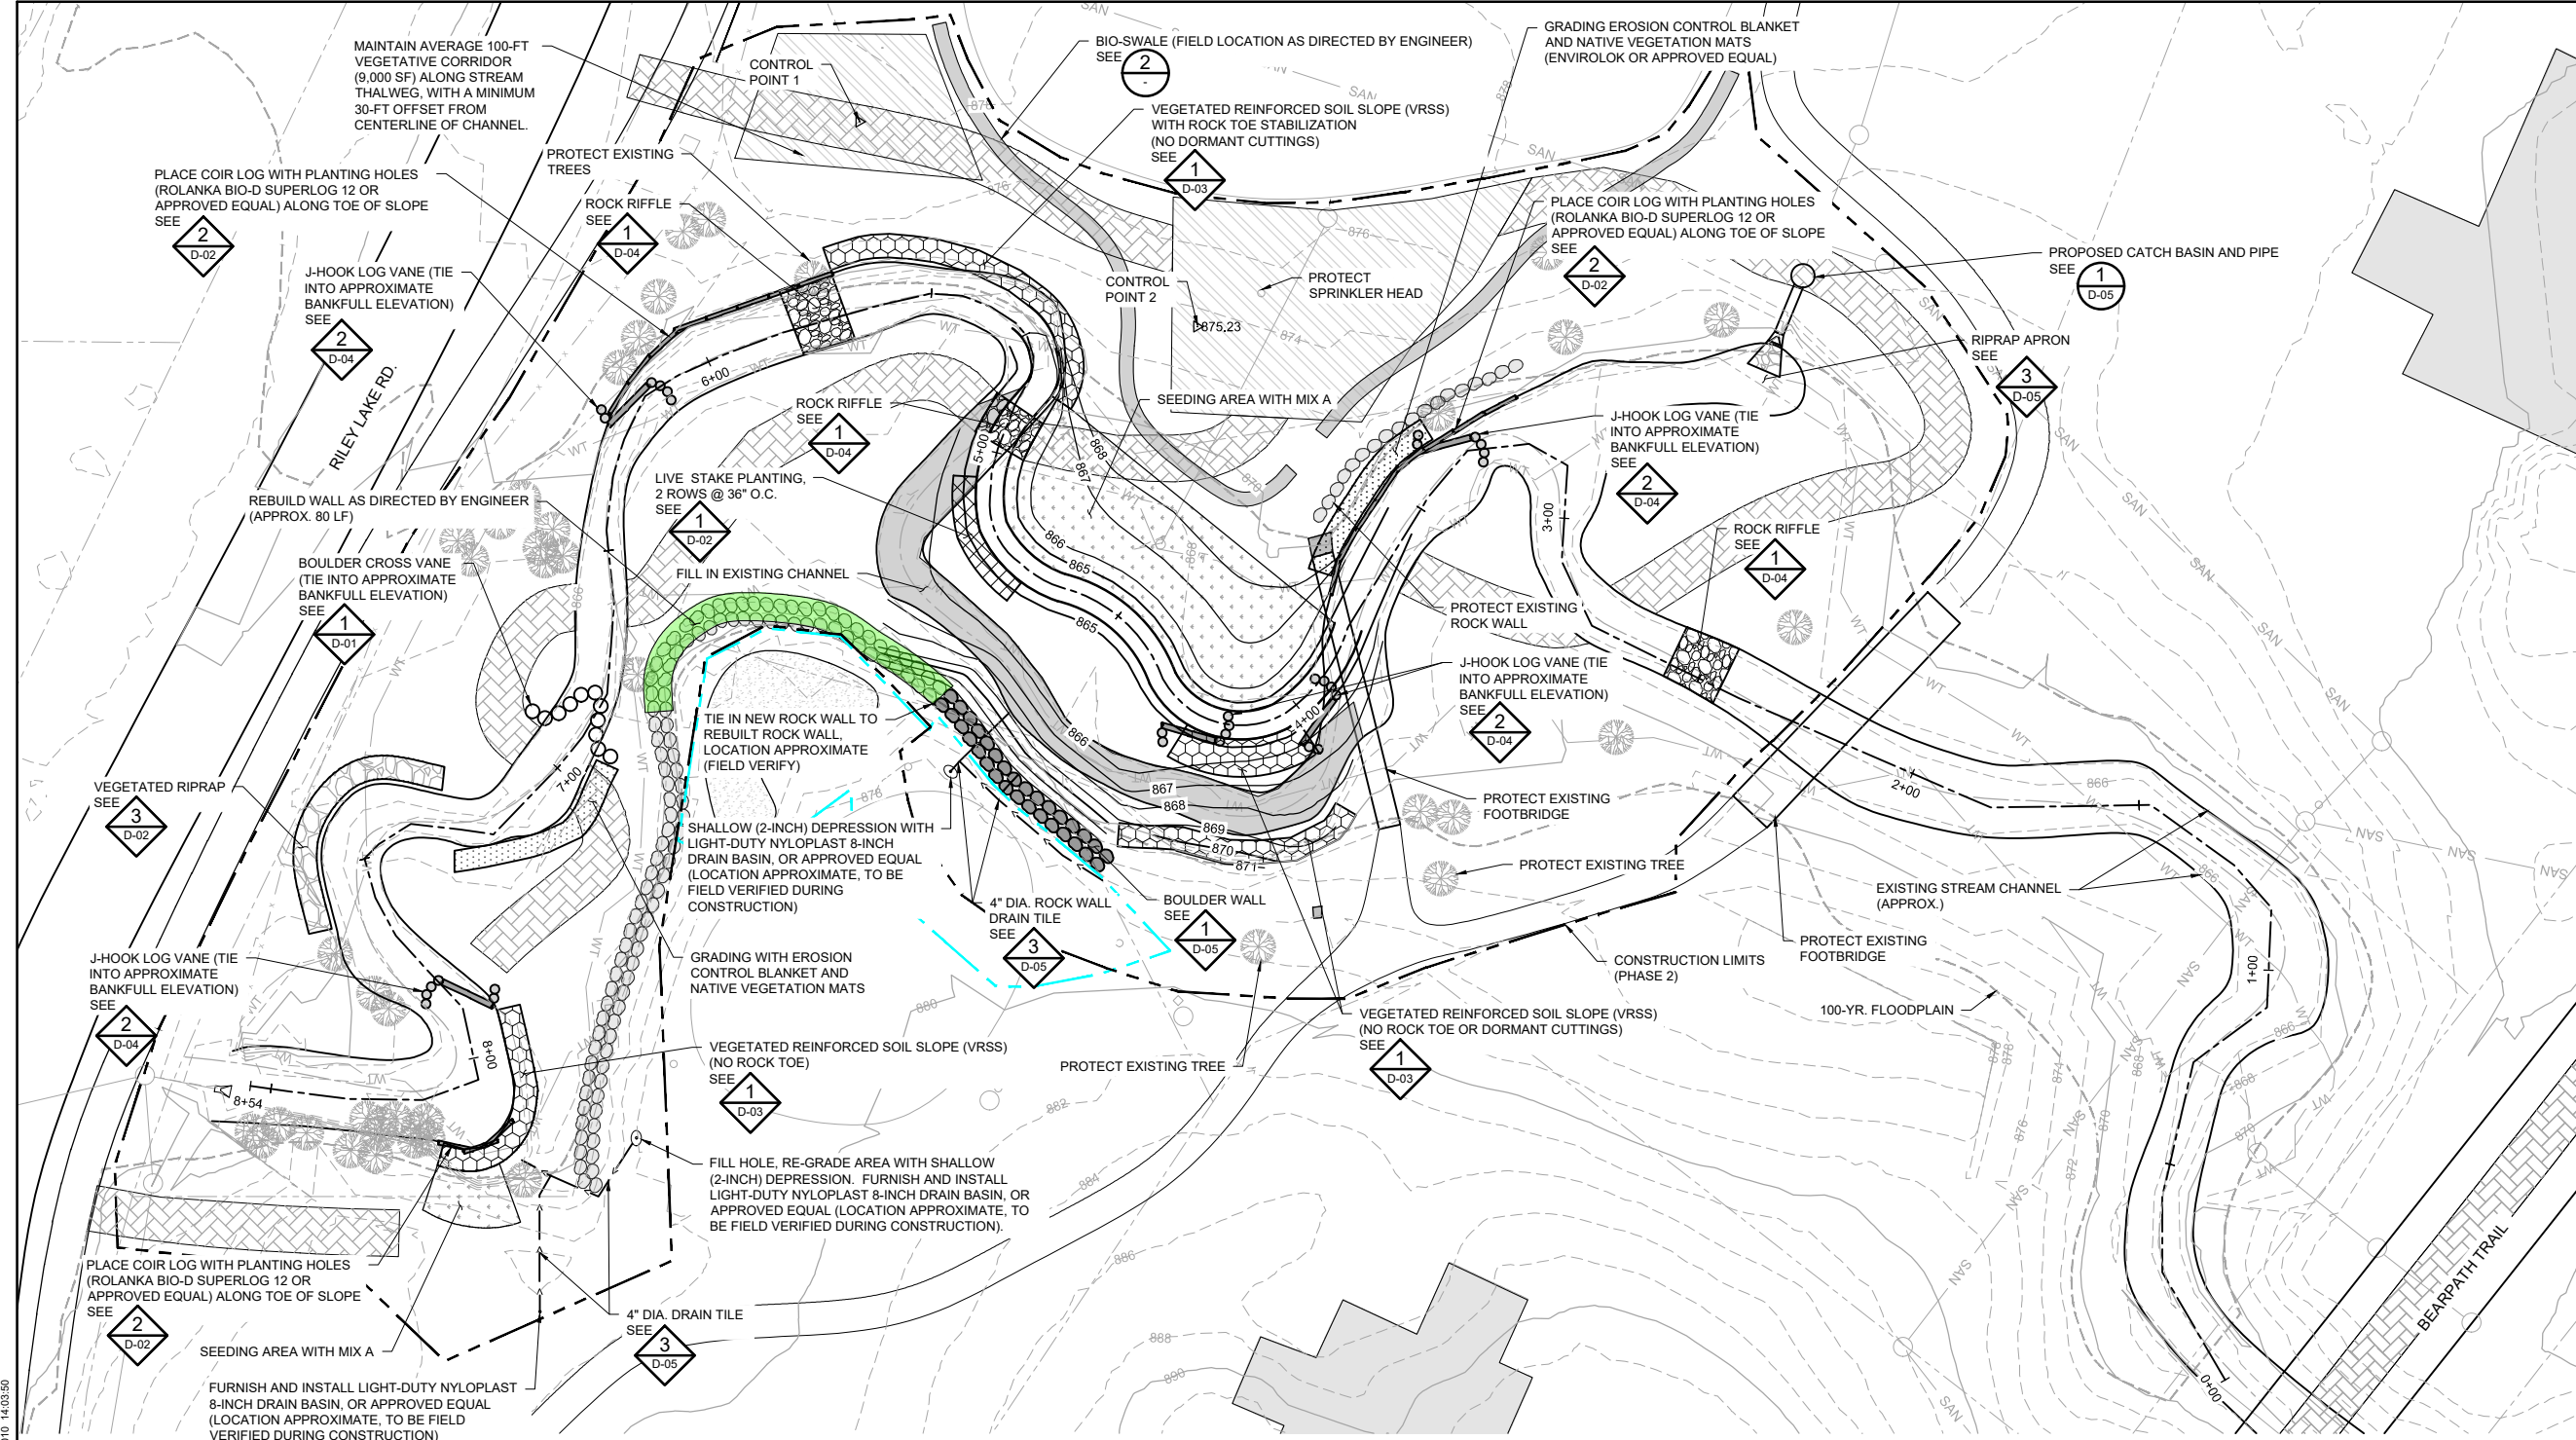 MAINTAIN AVERAGE 100-FT
VEGETATIVE CORRIDOR
(9,000 SF) ALONG STREAM
THALWEG, WITH A MINIMUM
30-FT OFFSET FROM
CENTERLINE OF CHANNEL.
CONTROL
POINT 1
BIO-SWALE (FIELD LOCATION AS DIRECTED BY ENGINEER)
SEE
2
-
GRADING EROSION CONTROL BLANKET
AND NATIVE VEGETATION MATS
(ENVIROLOK OR APPROVED EQUAL)
VEGETATED REINFORCED SOIL SLOPE (VRSS)
WITH ROCK TOE STABILIZATION
(NO DORMANT CUTTINGS)
SEE
1
D-03
PROTECT EXISTING
TREES
PLACE COIR LOG WITH PLANTING HOLES
(ROLANKA BIO-D SUPERLOG 12 OR
APPROVED EQUAL) ALONG TOE OF SLOPE
SEE
2
D-02
ROCK RIFFLE
SEE
1
D-04
PLACE COIR LOG WITH PLANTING HOLES
(ROLANKA BIO-D SUPERLOG 12 OR
APPROVED EQUAL) ALONG TOE OF SLOPE
SEE
2
D-02
PROPOSED CATCH BASIN AND PIPE
SEE
1
D-05
J-HOOK LOG VANE (TIE
INTO APPROXIMATE
BANKFULL ELEVATION)
SEE
2
D-04
CONTROL
POINT 2
875.23
PROTECT
SPRINKLER HEAD
RIPRAP APRON
SEE
3
D-05
RILEY LAKE RD.
6+00
ROCK RIFFLE
SEE
1
D-04
SEEDING AREA WITH MIX A
J-HOOK LOG VANE (TIE
INTO APPROXIMATE
BANKFULL ELEVATION)
SEE
2
D-04
5+00
868
867
LIVE STAKE PLANTING,
2 ROWS @ 36" O.C.
SEE
1
D-02
REBUILD WALL AS DIRECTED BY ENGINEER
(APPROX. 80 LF)
3+00
ROCK RIFFLE
SEE
1
D-04
BOULDER CROSS VANE
(TIE INTO APPROXIMATE
BANKFULL ELEVATION)
SEE
1
D-01
FILL IN EXISTING CHANNEL
866
865
865
PROTECT EXISTING
ROCK WALL
J-HOOK LOG VANE (TIE
INTO APPROXIMATE
BANKFULL ELEVATION)
SEE
2
D-04
TIE IN NEW ROCK WALL TO
REBUILT ROCK WALL,
LOCATION APPROXIMATE
(FIELD VERIFY)
4+00
866
867
868
869
870
871
7+00
2+00
VEGETATED RIPRAP
SEE
3
D-02
PROTECT EXISTING
FOOTBRIDGE
SHALLOW (2-INCH) DEPRESSION WITH
LIGHT-DUTY NYLOPLAST 8-INCH
DRAIN BASIN, OR APPROVED EQUAL
(LOCATION APPROXIMATE, TO BE
FIELD VERIFIED DURING
CONSTRUCTION)
PROTECT EXISTING TREE
EXISTING STREAM CHANNEL
(APPROX.)
4" DIA. ROCK WALL
DRAIN TILE
SEE
3
D-05
BOULDER WALL
SEE
1
D-05
PROTECT EXISTING
FOOTBRIDGE
J-HOOK LOG VANE (TIE
INTO APPROXIMATE
BANKFULL ELEVATION)
SEE
2
D-04
GRADING WITH EROSION
CONTROL BLANKET AND
NATIVE VEGETATION MATS
CONSTRUCTION LIMITS
(PHASE 2)
1+00
100-YR. FLOODPLAIN
VEGETATED REINFORCED SOIL SLOPE (VRSS)
(NO ROCK TOE OR DORMANT CUTTINGS)
SEE
1
D-03
8+00
VEGETATED REINFORCED SOIL SLOPE (VRSS)
(NO ROCK TOE)
SEE
1
D-03
PROTECT EXISTING TREE
8+54
FILL HOLE, RE-GRADE AREA WITH SHALLOW
(2-INCH) DEPRESSION. FURNISH AND INSTALL
LIGHT-DUTY NYLOPLAST 8-INCH DRAIN BASIN, OR
APPROVED EQUAL (LOCATION APPROXIMATE, TO
BE FIELD VERIFIED DURING CONSTRUCTION).
PLACE COIR LOG WITH PLANTING HOLES
(ROLANKA BIO-D SUPERLOG 12 OR
APPROVED EQUAL) ALONG TOE OF SLOPE
SEE
2
D-02
4" DIA. DRAIN TILE
SEE
3
D-05
SEEDING AREA WITH MIX A
BEARPATH TRAIL
0+00
FURNISH AND INSTALL LIGHT-DUTY NYLOPLAST
8-INCH DRAIN BASIN, OR APPROVED EQUAL
(LOCATION APPROXIMATE, TO BE FIELD
VERIFIED DURING CONSTRUCTION)
880
882
884
886
888
890
14:03:50